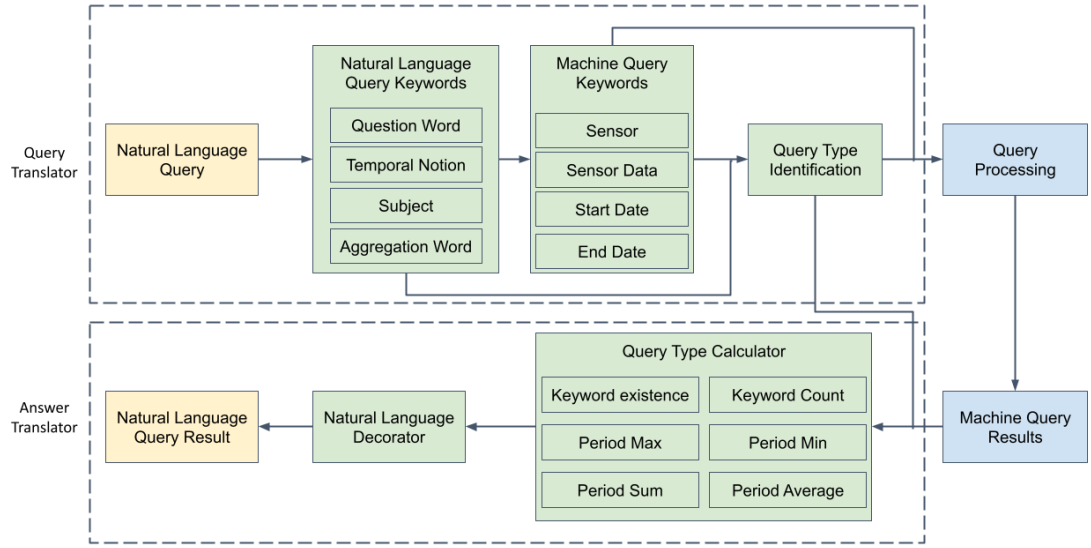 Query
Translator
Natural Language
Query
Natural Language
Query Keywords
Question Word
Temporal Notion
Subject
Aggregation Word
Machine Query
Keywords
Sensor
Sensor Data
Start Date
End Date
Query Type
Identification
Query
Processing
Answer
Translator
Natural Language
Query Result
Natural Language
Decorator
Query Type Calculator
Keyword existence
Keyword Count
Period Max
Period Min
Period Sum
Period Average
Machine Query
Results